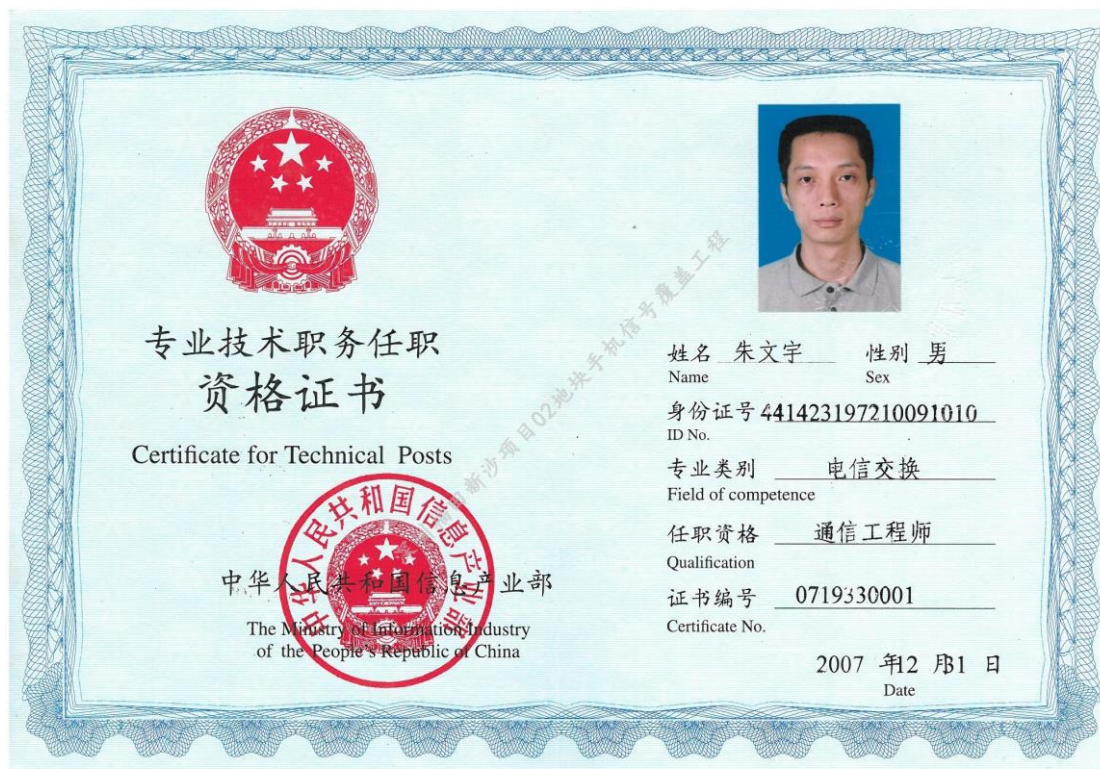 专业技术职务任职
资格证书
Certificate for Technical Posts
中华人民共和国信息产业部
中华人民共和国信息产业部
The Ministry of Information Industry
of the People's Republic of China
新沙项目02地块手机信号覆盖工程
姓名 朱文宇 性别 男
Name Sex
身份证号 441423197210091010
ID No.
专业类别 电信交换
Field of competence
任职资格 通信工程师
Qualification
证书编号 0719330001
Certificate No.
2007 年12 月31 日
Date